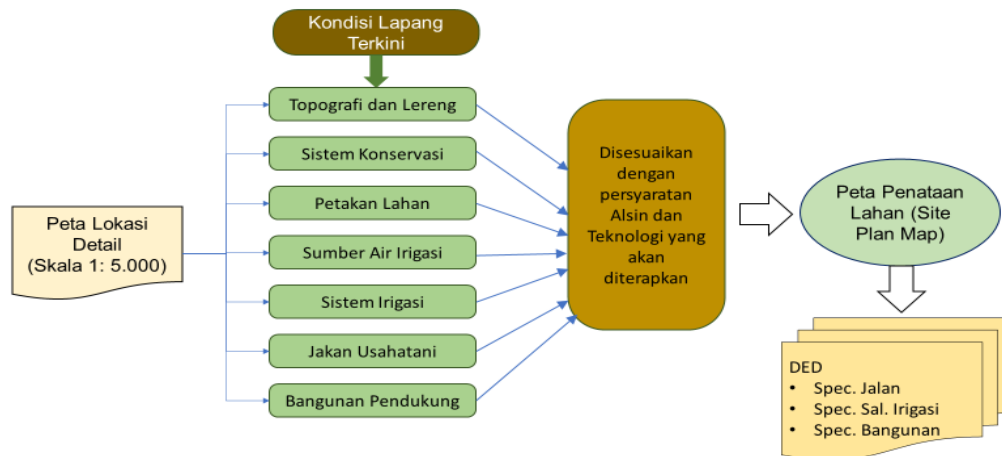 Kondisi Lapang
Terkini
Peta Lokasi
Detail
(Skala 1: 5.000)
Topografi dan Lereng
Sistem Konservasi
Petakan Lahan
Sumber Air Irigasi
Sistem Irigasi
Jakan Usahatani
Bangunan Pendukung
Disesuaikan
dengan
persyaratan
Alsin dan
Teknologi yang
akan
diterapkan
Peta Penataan
Lahan (Site
Plan Map)
DED
• Spec. Jalan
• Spec. Sal. Irigasi
• Spec. Bangunan